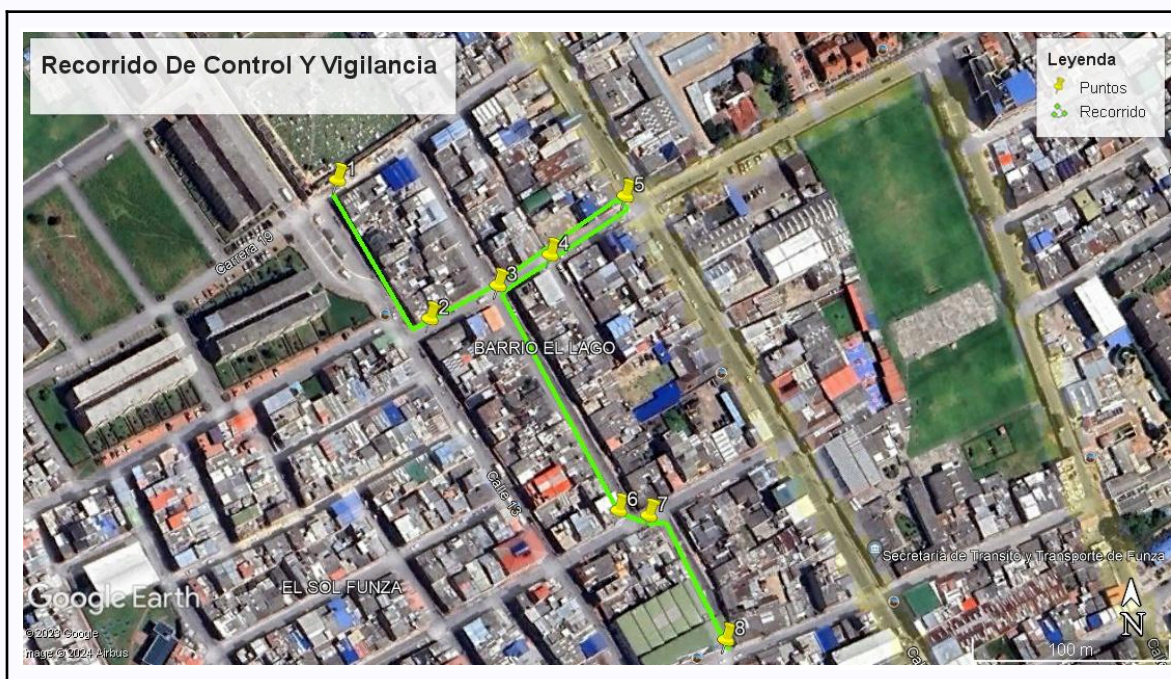 Recorrido De Control Y Vigilancia
Leyenda
Puntos
Recorrido
1
5
Carrera 19
4
3
2
BARRIO EL LAGO
Calle 13
6
7
Secretaría de Transito y Transporte de Funza
EL SOL FUNZA
Google Earth
8
N
© 2023 Google
Image © 2024 Airbus
100 m